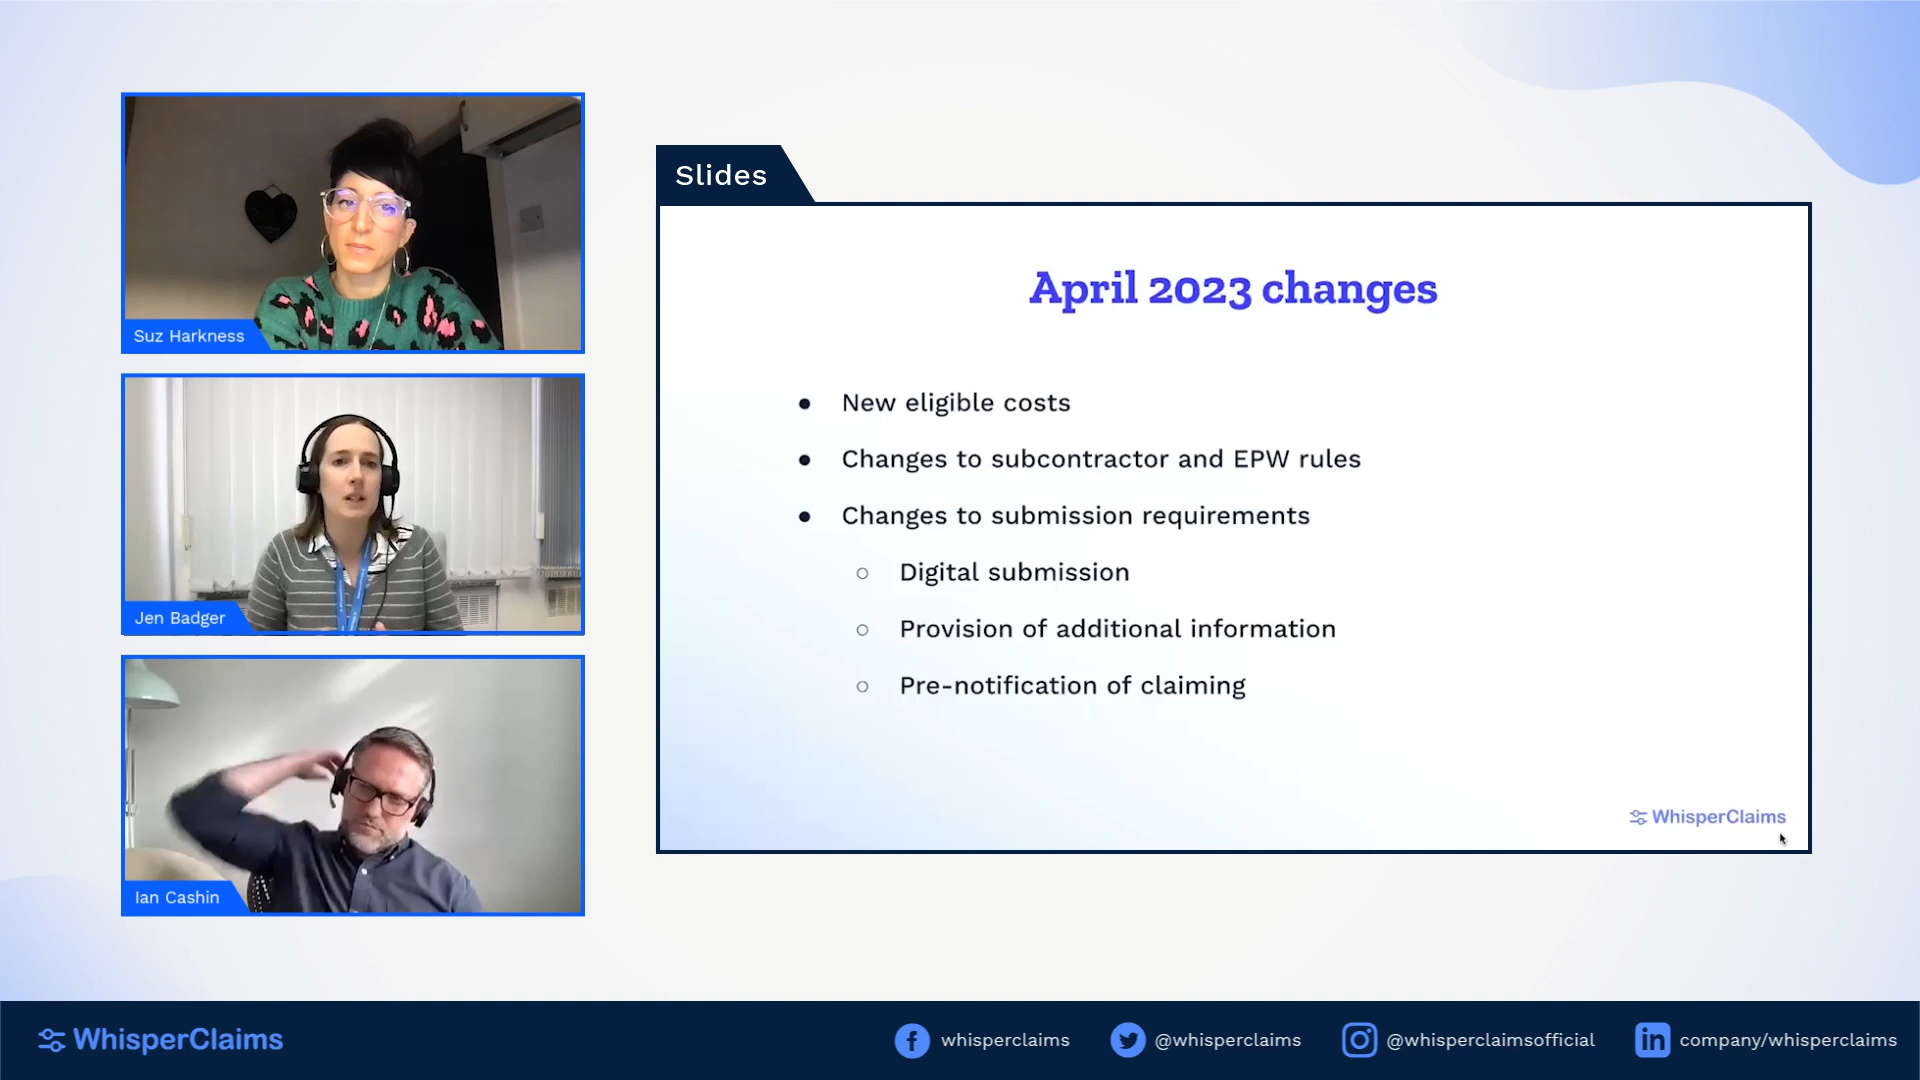 Suz Harkness
Jen Badger
Ian Cashin
Slides
April 2023 changes
● New eligible costs
● Changes to subcontractor and EPW rules
● Changes to submission requirements
○ Digital submission
○ Provision of additional information
○ Pre-notification of claiming
WhisperClaims
WhisperClaims
whisperclaims
@whisperclaims
@whisperclaimsofficial
company/whisperclaims